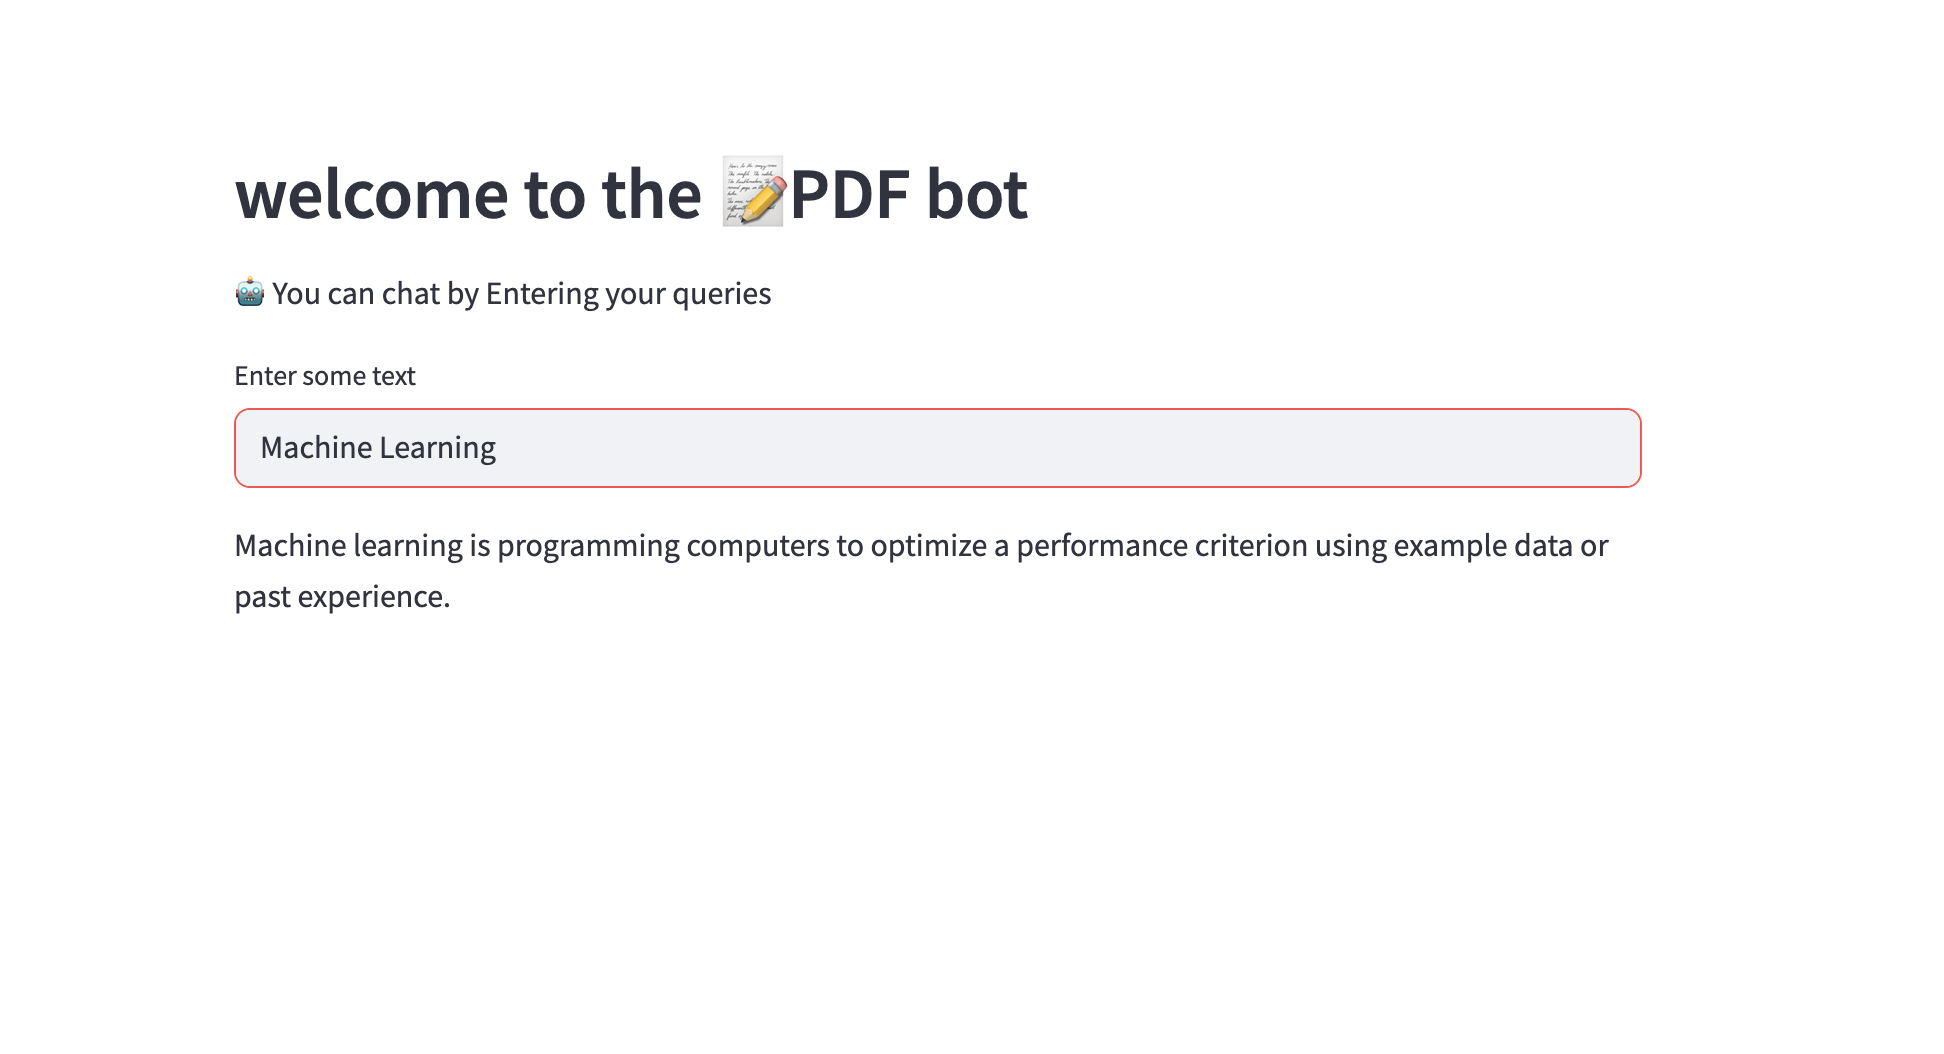 welcome to the 📝PDF bot
🤖 You can chat by Entering your queries
Enter some text
Machine Learning
Machine learning is programming computers to optimize a performance criterion using example data or
past experience.